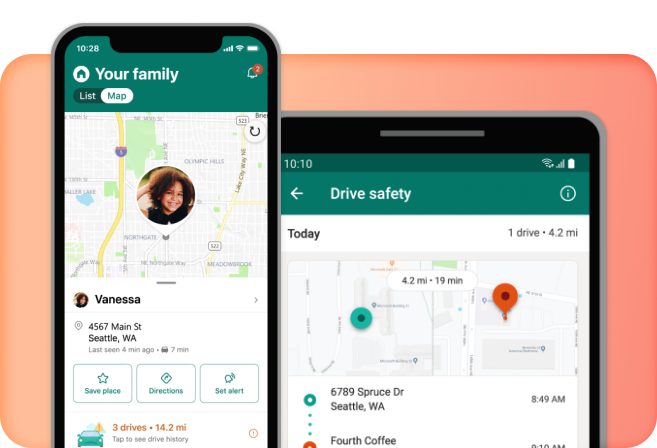 10:28
Your family
2
List Map
NE 145th St
523
Brie
5
OLYMPIC HILLS
Lake City Way NE
NORTHGATE
522
NE Northgate Way
MEADOWBROOK
Vanessa
4567 Main St
Seattle, WA
Last seen 4 min ago • 7 min
Save place
Directions
Set alert
3 drives • 14.2 mi
Tap to see drive history
10:10
Drive safety
Today
1 drive • 4.2 mi
4.2 mi • 19 min
6789 Spruce Dr
Seattle, WA
8:49 AM
Fourth Coffee
9:10 AM